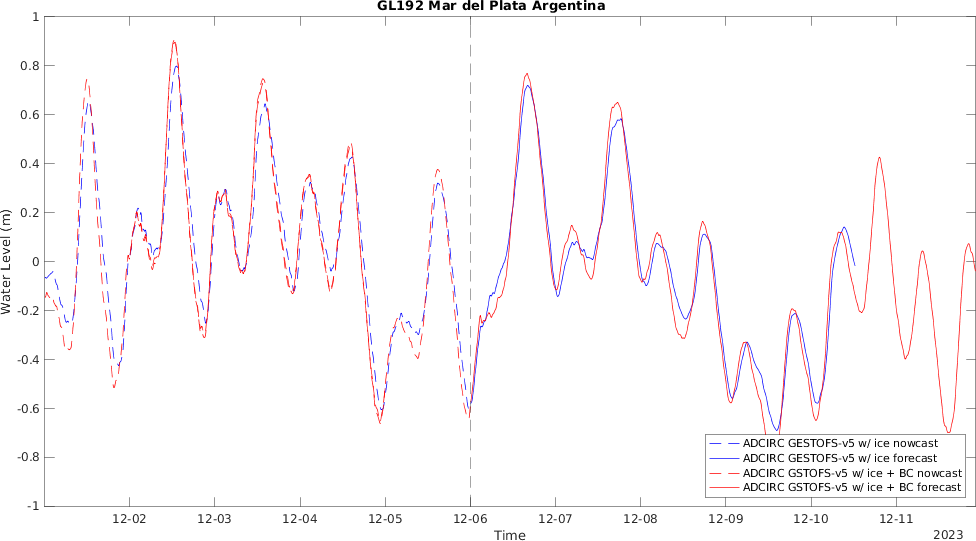 GL192 Mar del Plata Argentina
1
0.8
0.6
0.4
0.2
0
-0.2
-0.4
-0.6
-0.8
-1
Water Level (m)
ADCIRC GESTOFS-v5 w/ ice nowcast
ADCIRC GESTOFS-v5 w/ ice forecast
ADCIRC GSTOFS-v5 w/ ice + BC nowcast
ADCIRC GSTOFS-v5 w/ ice + BC forecast
12-02 12-03 12-04 12-05 12-06 12-07 12-08 12-09 12-10 12-11
Time
2023